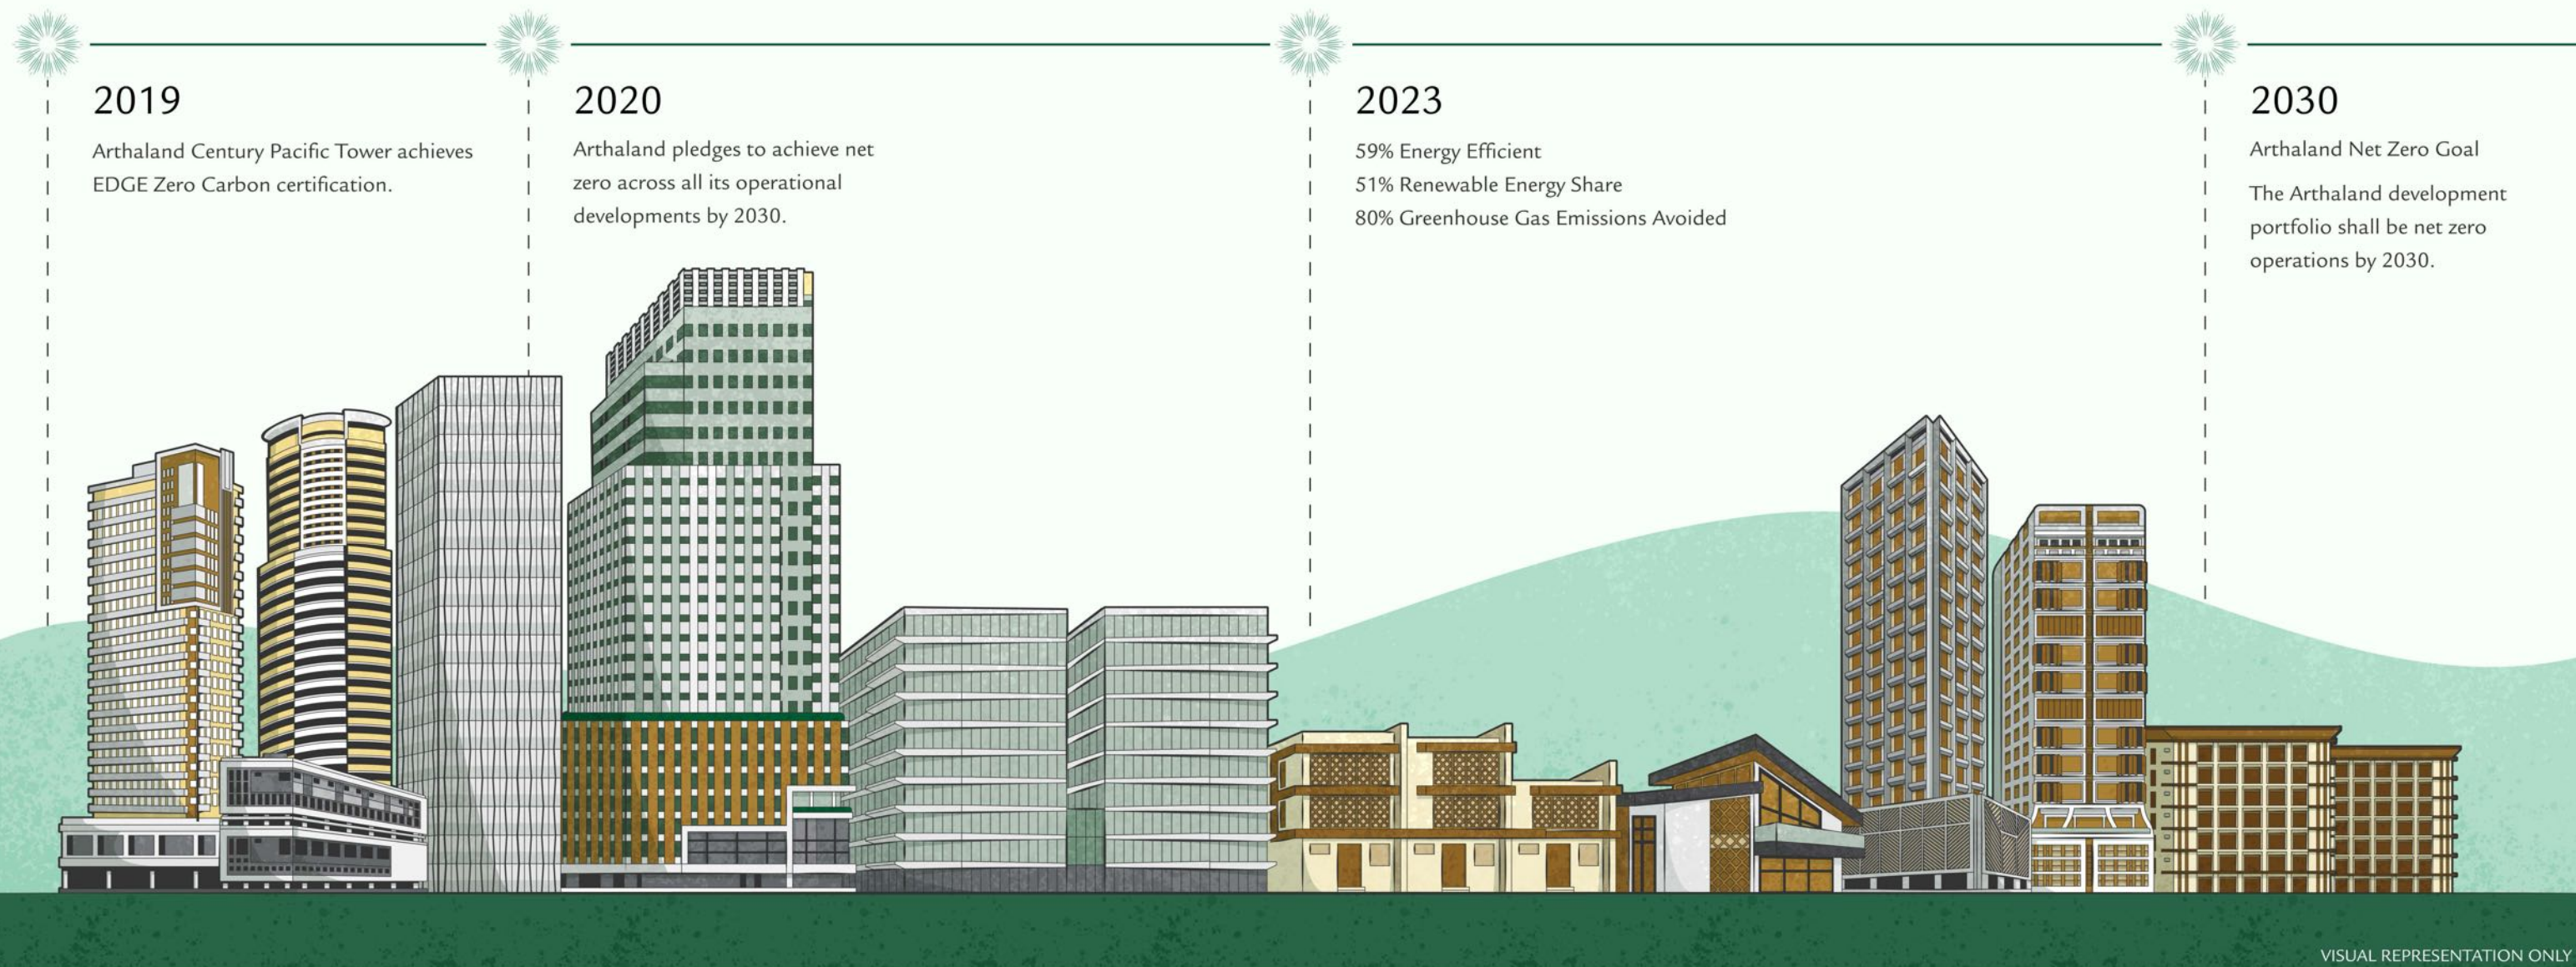 2019
Arthaland Century Pacific Tower achieves
EDGE Zero Carbon certification.
2020
Arthaland pledges to achieve net
zero across all its operational
developments by 2030.
2023
59% Energy Efficient
51% Renewable Energy Share
80% Greenhouse Gas Emissions Avoided
2030
Arthaland Net Zero Goal
The Arthaland development
portfolio shall be net zero
operations by 2030.
VISUAL REPRESENTATION ONLY